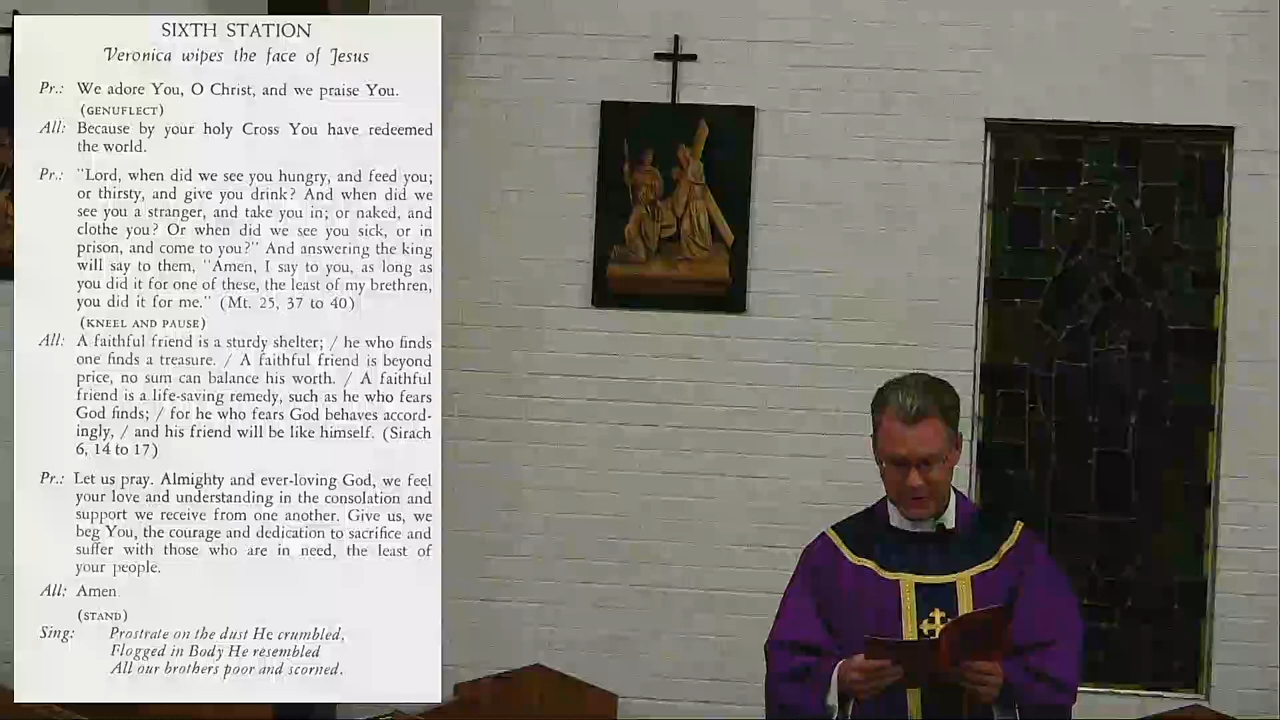 SIXTH STATION
Veronica wipes the face of Jesus
Pr.: We adore You, O Christ, and we praise You.
(GENUFLECT)
All: Because by your holy Cross You have redeemed
the world.
Pr.: "Lord, when did we see you hungry, and feed you;
or thirsty, and give you drink? And when did we
see you a stranger, and take you in; or naked, and
clothe you? Or when did we see you sick, or in
prison, and come to you?" And answering the king
will say to them, "Amen, I say to you, as long as
you did it for one of these, the least of my brethren,
you did it for me." (Mt. 25, 37 to 40)
(KNEEL AND PAUSE)
All: A faithful friend is a sturdy shelter; / he who finds
one finds a treasure. / A faithful friend is beyond
price, no sum can balance his worth. / A faithful
friend is a life-saving remedy, such as he who fears
God finds; / for he who fears God behaves accord-
ingly, / and his friend will be like himself. (Sirach
6, 14 to 17)
Pr.: Let us pray. Almighty and ever-loving God, we feel
your love and understanding in the consolation and
support we receive from one another. Give us, we
beg You, the courage and dedication to sacrifice and
suffer with those who are in need, the least of
your people.
All: Amen.
(STAND)
Sing: Prostrate on the dust He crumbled,
Flogged in Body He resembled
All our brothers poor and scorned.